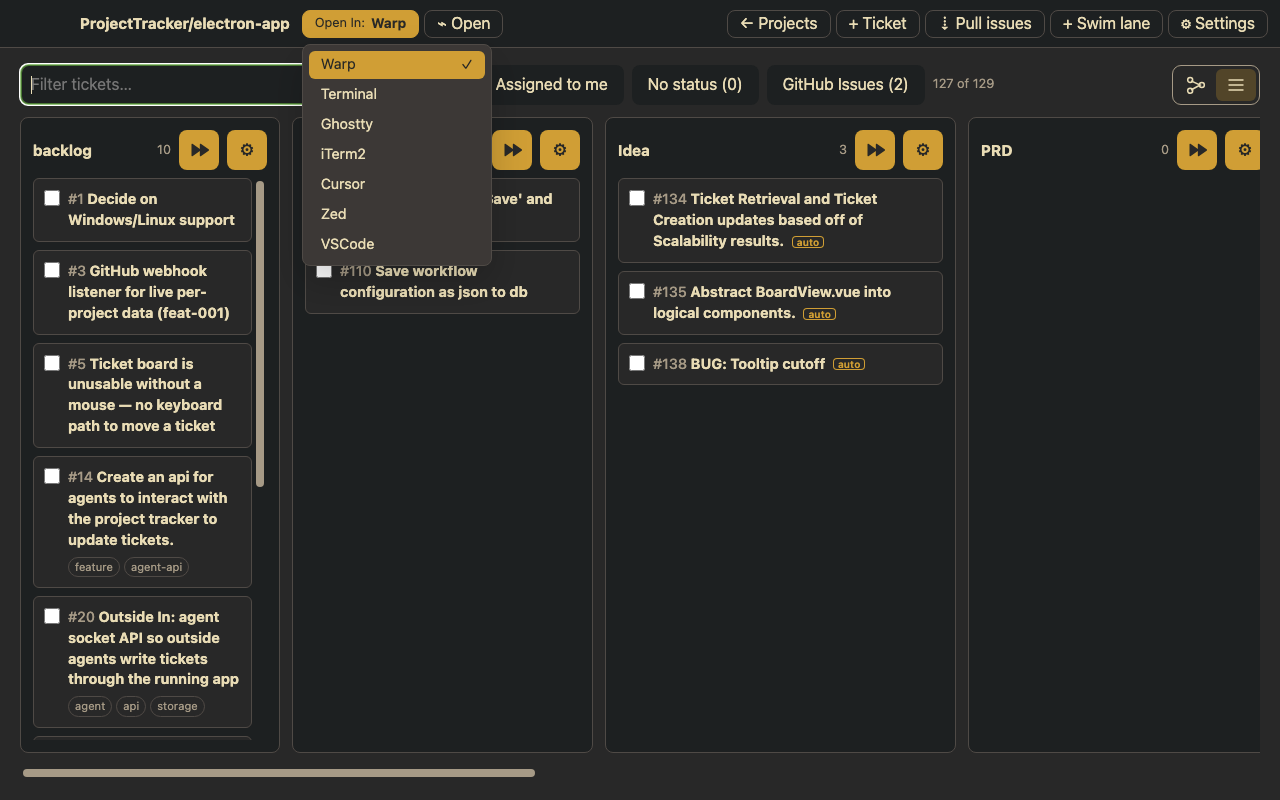 ProjectTracker/electron-app
Open In: Warp
Open
← Projects
+ Ticket
Pull issues
+ Swim lane
Settings
Warp ✓
Terminal
Ghostty
iTerm2
Cursor
Zed
VSCode
Filter tickets...
Assigned to me
No status (0)
GitHub Issues (2)
127 of 129
backlog
10
#1 Decide on
Windows/Linux support
#3 GitHub webhook
listener for live per-
project data (feat-001)
#5 Ticket board is
unusable without a
mouse — no keyboard
path to move a ticket
#14 Create an api for
agents to interact with
the project tracker to
update tickets.
feature
agent-api
#20 Outside In: agent
socket API so outside
agents write tickets
through the running app
agent
api
storage
Save' and
#110 Save workflow
configuration as json to db
Idea
3
#134 Ticket Retrieval and Ticket
Creation updates based off of
Scalability results. auto
#135 Abstract BoardView.vue into
logical components. auto
#138 BUG: Tooltip cutoff auto
PRD
0